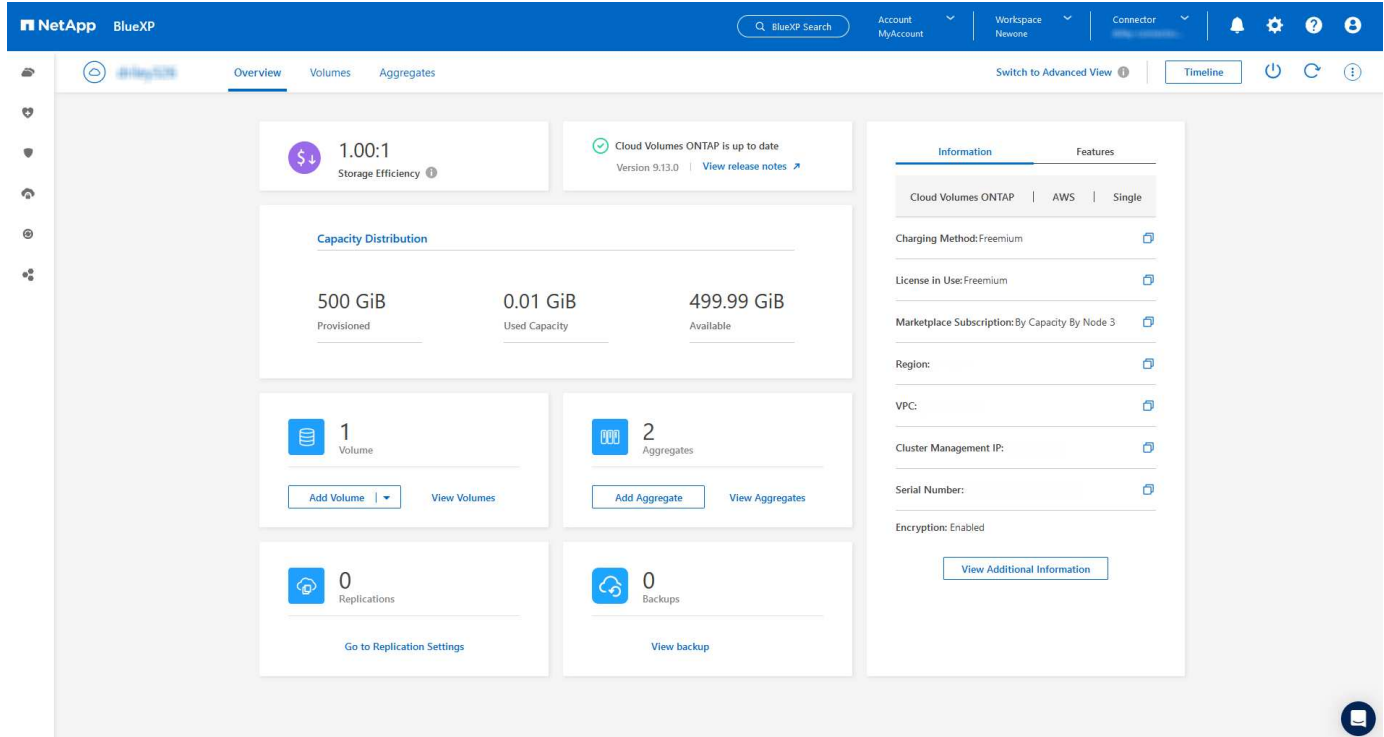 NetApp BlueXP
BlueXP Search
Account
MyAccount
Workspace
Newone
Connector
Overview
Volumes
Aggregates
Switch to Advanced View
Timeline
1.00:1
Storage Efficiency
Cloud Volumes ONTAP is up to date
Version 9.13.0 | View release notes
Capacity Distribution
500 GiB
Provisioned
0.01 GiB
Used Capacity
499.99 GiB
Available
1
Volume
Add Volume
View Volumes
2
Aggregates
Add Aggregate
View Aggregates
0
Replications
Go to Replication Settings
0
Backups
View backup
Information
Features
Cloud Volumes ONTAP | AWS | Single
Charging Method: Freemium
License in Use: Freemium
Marketplace Subscription: By Capacity By Node 3
Region:
VPC:
Cluster Management IP:
Serial Number:
Encryption: Enabled
View Additional Information